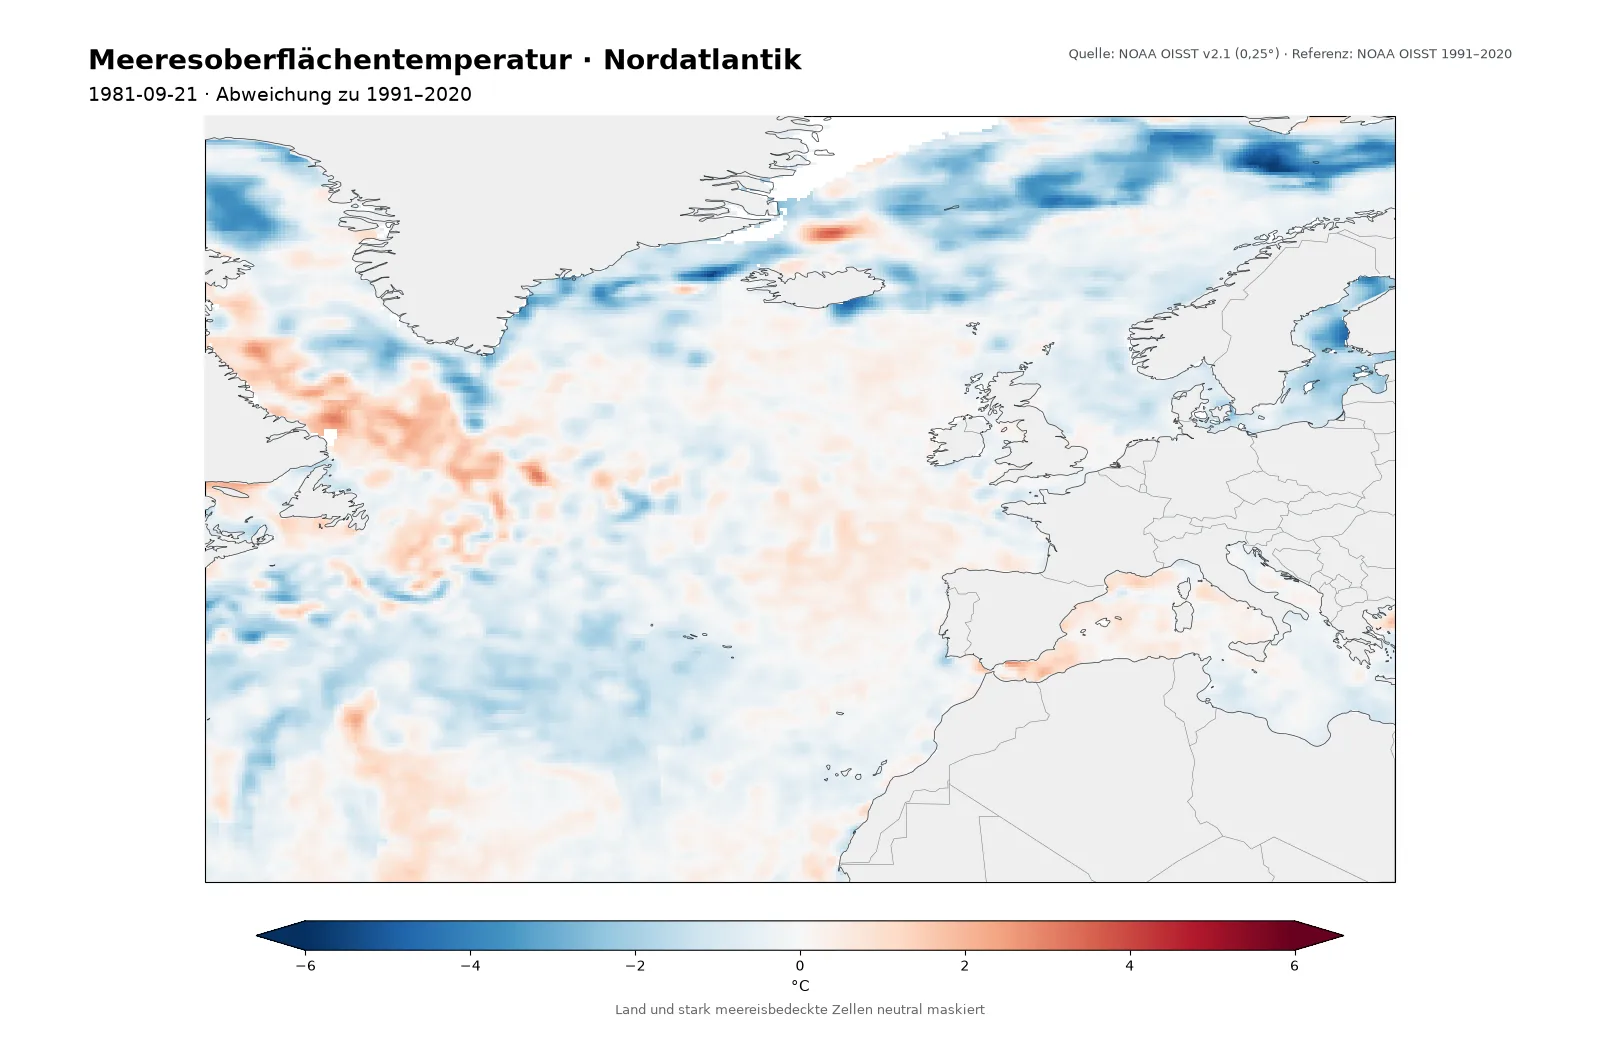 Meeresoberflächentemperatur · Nordatlantik
Quelle: NOAA OISST v2.1 (0,25°) · Referenz: NOAA OISST 1991–2020
1981-09-21 · Abweichung zu 1991–2020
−6 −4 −2 0 2 4 6
°C
Land und stark meereisbedeckte Zellen neutral maskiert